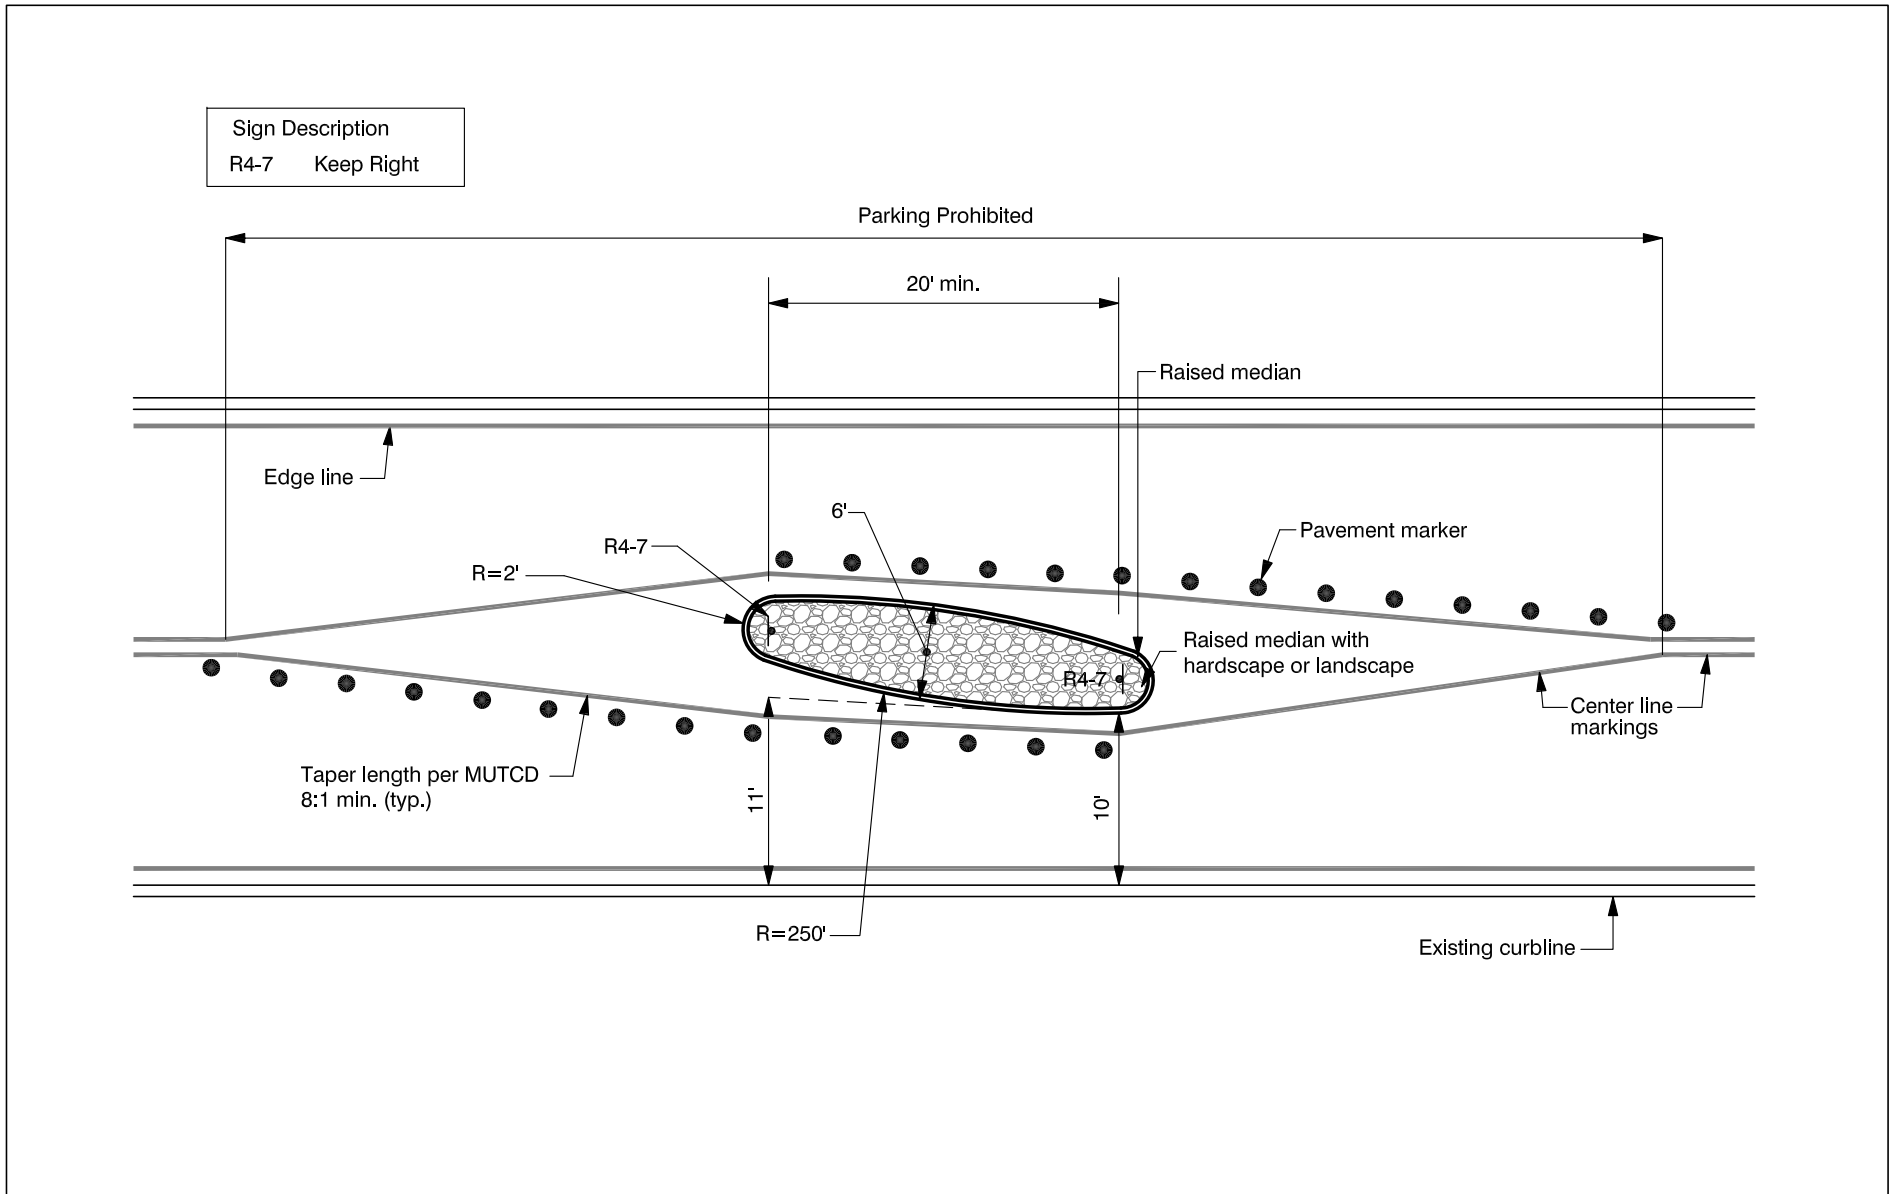 Sign Description
R4-7 Keep Right
Parking Prohibited
20' min.
Raised median
Edge line
6'
Pavement marker
R4-7
R=2'
Raised median with
hardscape or landscape
R4-7
Center line
markings
Taper length per MUTCD
8:1 min. (typ.)
11'
10'
R=250'
Existing curbline